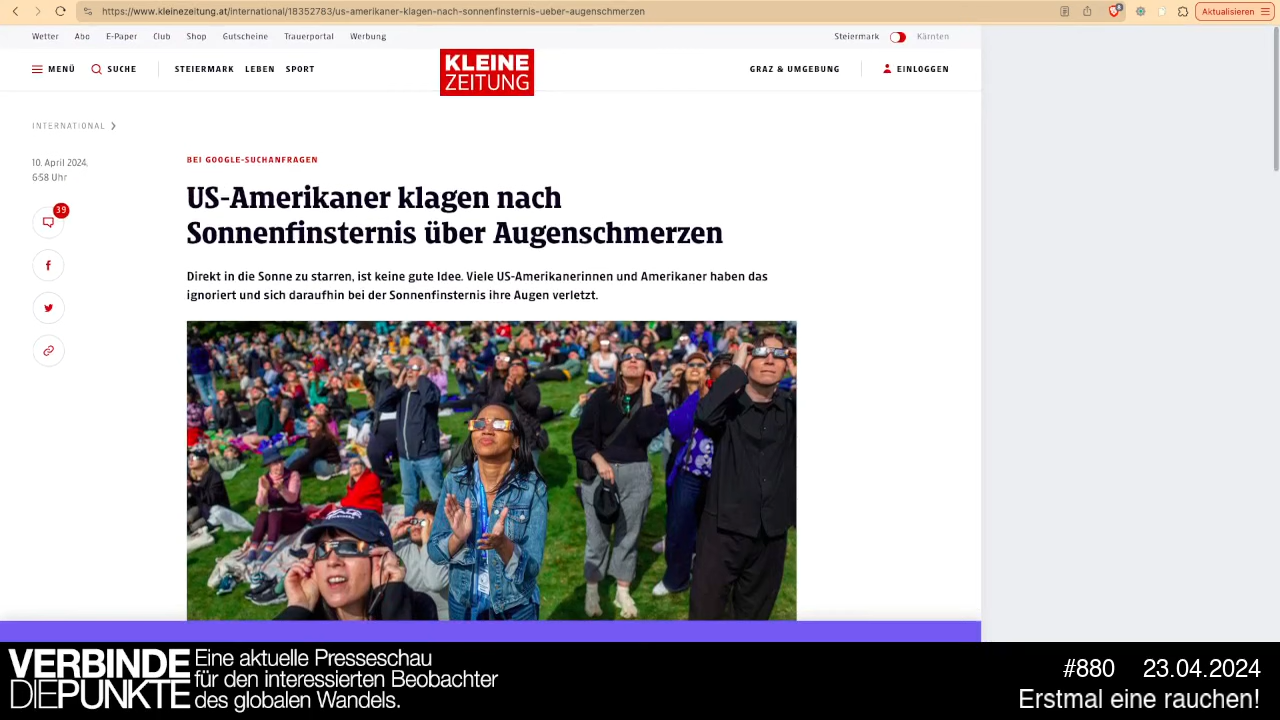 https://www.kleinezeitung.at/international/18352783/us-amerikaner-klagen-nach-sonnenfinsternis-ueber-augenschmerzen
Aktualisieren
Wetter Abo E-Paper Club Shop Gutscheine Trauerportal Werbung
Steiermark Kärnten
MENÜ SUCHE STEIERMARK LEBEN SPORT
KLEINE
ZEITUNG
GRAZ & UMGEBUNG EINLOGGEN
INTERNATIONAL
10. April 2024,
6:58 Uhr
39
BEI GOOGLE-SUCHANFRAGEN
US-Amerikaner klagen nach
Sonnenfinsternis über Augenschmerzen
Direkt in die Sonne zu starren, ist keine gute Idee. Viele US-Amerikanerinnen und Amerikaner haben das
ignoriert und sich daraufhin bei der Sonnenfinsternis ihre Augen verletzt.
VERBINDE
DIEPUNKTE
Eine aktuelle Presseschau
für den interessierten Beobachter
des globalen Wandels.
#880 23.04.2024
Erstmal eine rauchen!